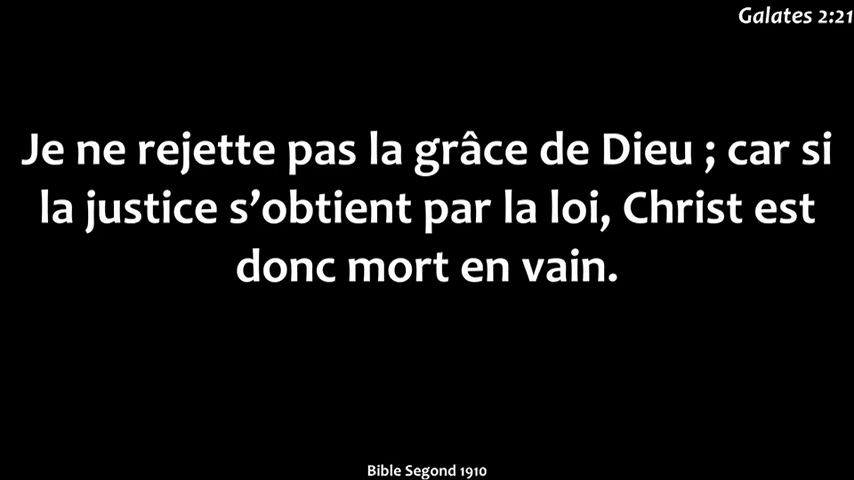 Galates 2:21
Je ne rejette pas la grâce de Dieu ; car si
la justice s’obtient par la loi, Christ est
donc mort en vain.
Bible Segond 1910